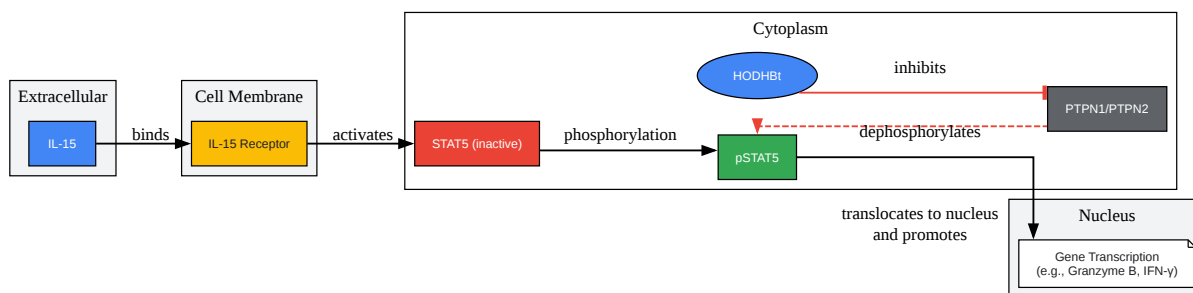 Cytoplasm
HODHBt
inhibits
Extracellular
Cell Membrane
PTPN1/PTPN2
IL-15
binds
IL-15 Receptor
activates
STAT5 (inactive)
phosphorylation
dephosphorylates
pSTAT5
translocates to nucleus
and promotes
Nucleus
Gene Transcription
(e.g., Granzyme B, IFN-γ)